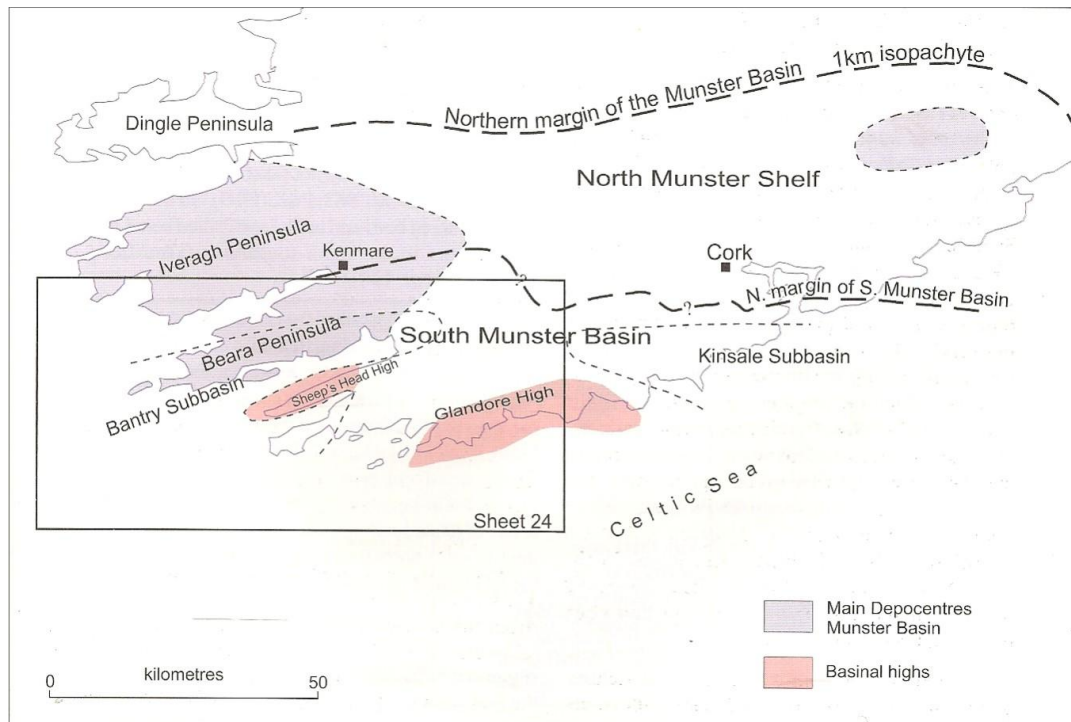 Dingle Peninsula
Northern margin of the Munster Basin
1km isopachyte
North Munster Shelf
Iveragh Peninsula
Kenmare
Cork
?
?
N. margin of S. Munster Basin
Beara Peninsula
South Munster Basin
Kinsale Subbasin
Bantry Subbasin
Sheep's Head High
Glandore High
Sheet 24
Celtic Sea
Main Depocentres
Munster Basin
Basinal highs
kilometres
0
50